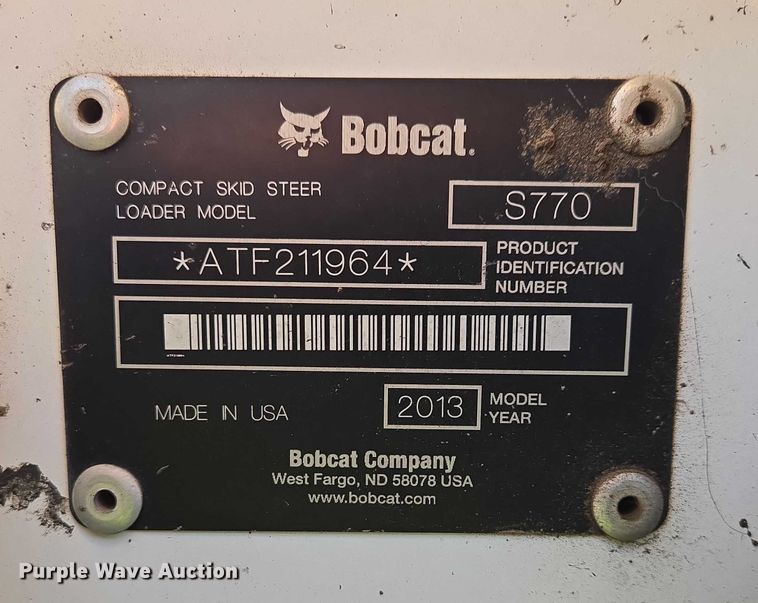 Bobcat.
COMPACT SKID STEER
LOADER MODEL
S770
*ATF211964*
PRODUCT
IDENTIFICATION
NUMBER
MADE IN USA
2013
MODEL
YEAR
Bobcat Company
West Fargo, ND 58078 USA
www.bobcat.com
Purple Wave Auction